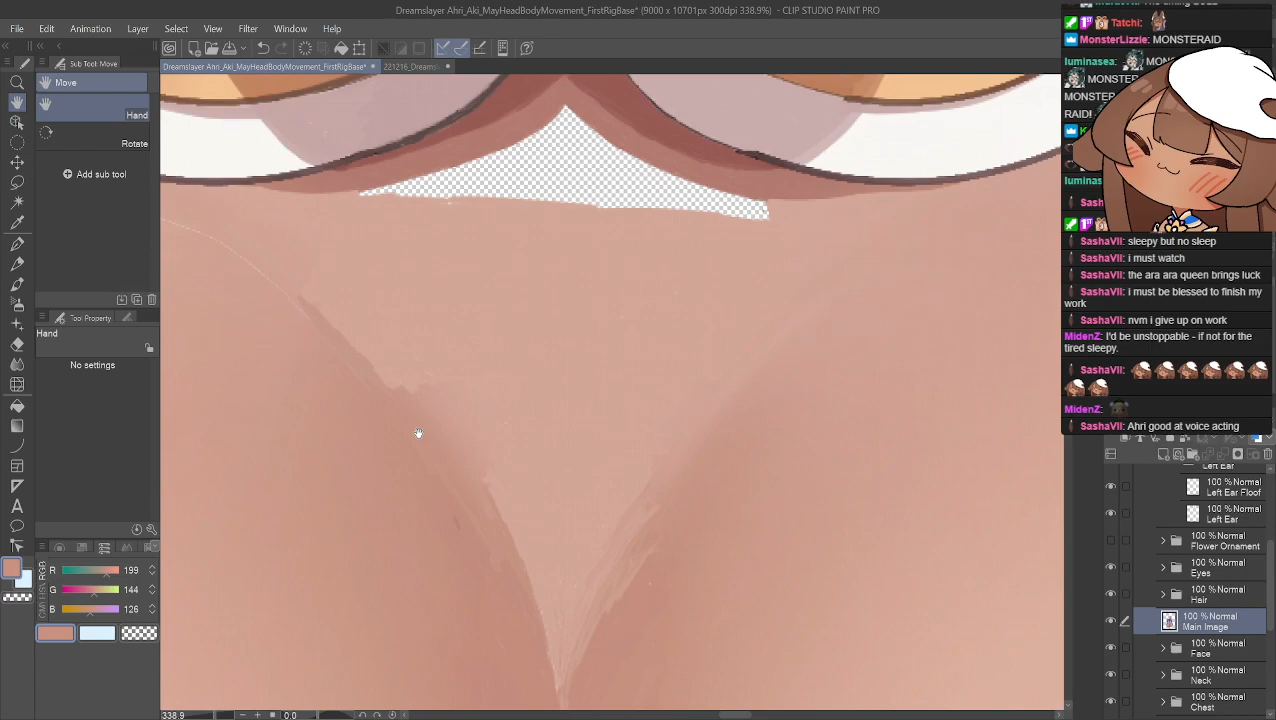 Dreamslayer Ahri_Aki_MayHeadBodyMovement_FirstRigBase* (9000 x 10701px 300dpi 338.9%) - CLIP STUDIO PAINT PRO
File Edit Animation Layer Select View Filter Window Help
Sub Tool Move
Dreamslayer Ahri_Aki_MayHeadBodyMovement_FirstRigBase*
221216_Dreams
Move
Hand
Rotate
Add sub tool
Tool Property
Hand
No settings
R 199
G 144
B 126
338.9
0.0
Tatchi:
MonsterLizzie: MONSTERAID
luminasea:
SashaVII: sleepy but no sleep
SashaVII: i must watch
SashaVII: the ara ara queen brings luck
SashaVII: i must be blessed to finish my
work
SashaVII: nvm i give up on work
MidenZ: I'd be unstoppable - if not for the
tired sleepy.
SashaVII:
MidenZ:
SashaVII: Ahri good at voice acting
Left Ear
100 % Normal
Left Ear Floof
100 % Normal
Left Ear
100 % Normal
Flower Ornament
100 % Normal
Eyes
100 % Normal
Hair
100 % Normal
Main Image
100 % Normal
Face
100 % Normal
Neck
100 % Normal
Chest